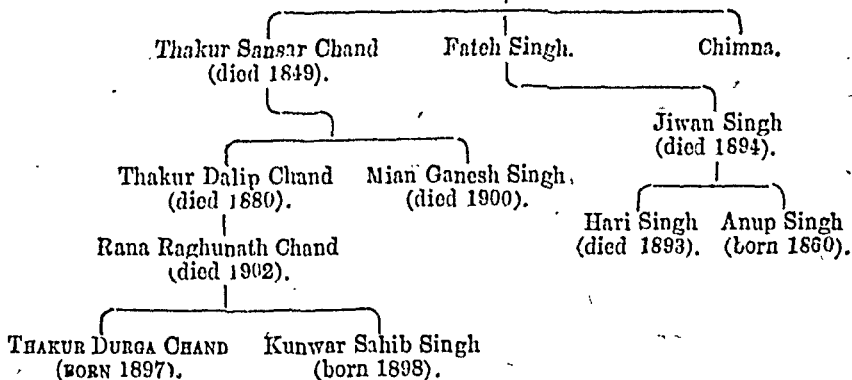 Thakur Sansar Chand Fateh Singh. Chimna.
(died 1849).
Jiwan Singh
(died 1894).
Thakur Dalip Chand Mian Ganesh Singh,
(died 1880). (died 1900).
Hari Singh Anup Singh
(died 1893). (born 1860).
Rana Raghunath Chand
(died 1902).
THAKUR DURGA CHAND Kunwar Sahib Singh
(BORN 1897). (born 1898).